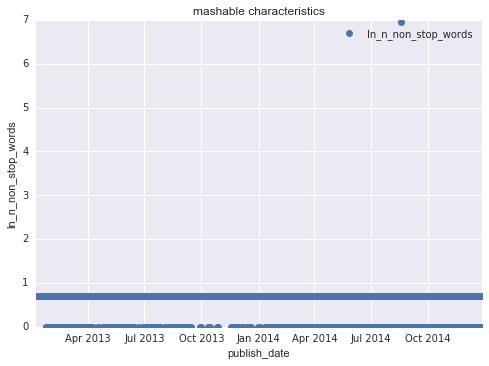 mashable characteristics
ln_n_non_stop_words
7
6
5
4
3
2
1
0
ln_n_non_stop_words
Apr 2013 Jul 2013 Oct 2013 Jan 2014 Apr 2014 Jul 2014 Oct 2014
publish_date